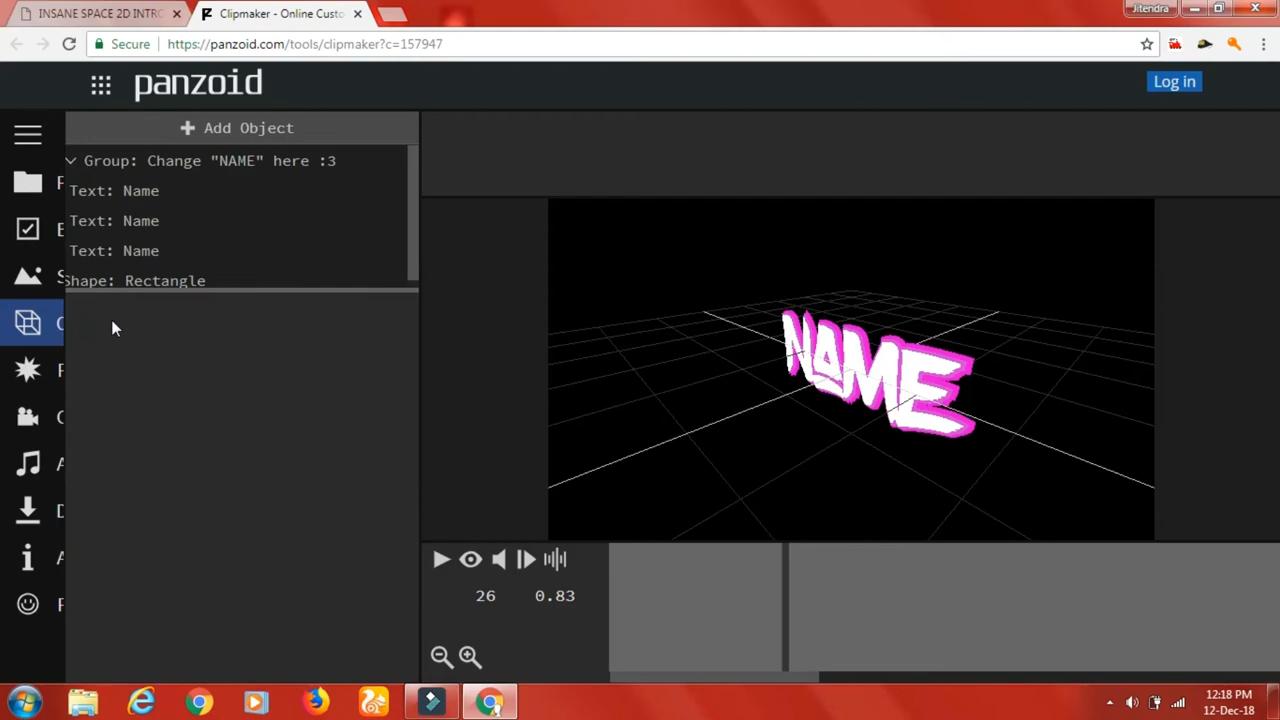 INSANE SPACE 2D INTRO
Clipmaker - Online Custo
Jitendra
Secure
https://panzoid.com/tools/clipmaker?c=157947
panzoid
Log in
Add Object
Group: Change "NAME" here :3
Text: Name
Text: Name
Text: Name
Shape: Rectangle
NAME
26 0.83
12:18 PM
12-Dec-18